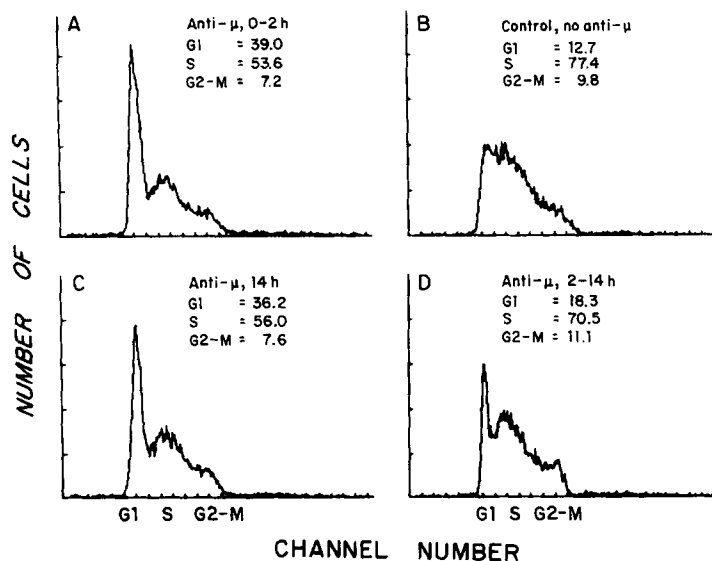 A
Anti-μ, 0-2 h
G1 = 39.0
S = 53.6
G2-M = 7.2
B
Control, no anti-μ
G1 = 12.7
S = 77.4
G2-M = 9.8
C
Anti-μ, 14 h
G1 = 36.2
S = 56.0
G2-M = 7.6
D
Anti-μ, 2-14 h
G1 = 18.3
S = 70.5
G2-M = 11.1
NUMBER OF CELLS
G1 S G2-M
G1 S G2-M
CHANNEL NUMBER